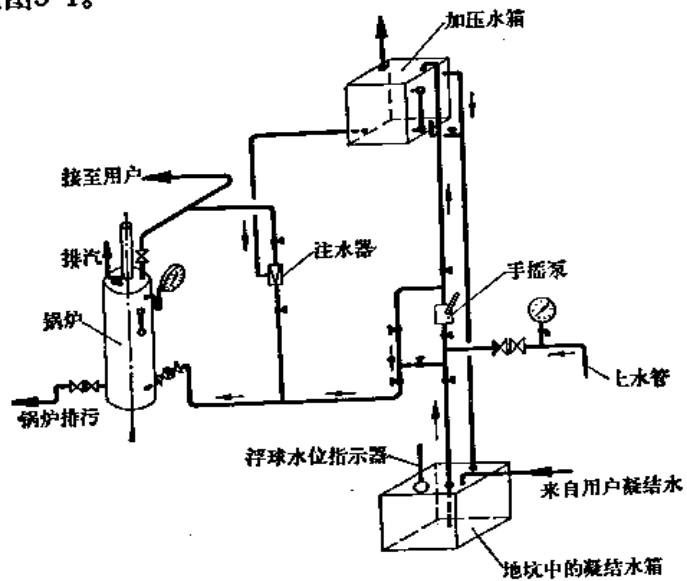 图5-1。
加压水箱
接至用户
排汽
注水器
手摇泵
锅炉
上水管
锅炉排污
浮球水位指示器
来自用户凝结水
地坑中的凝结水箱